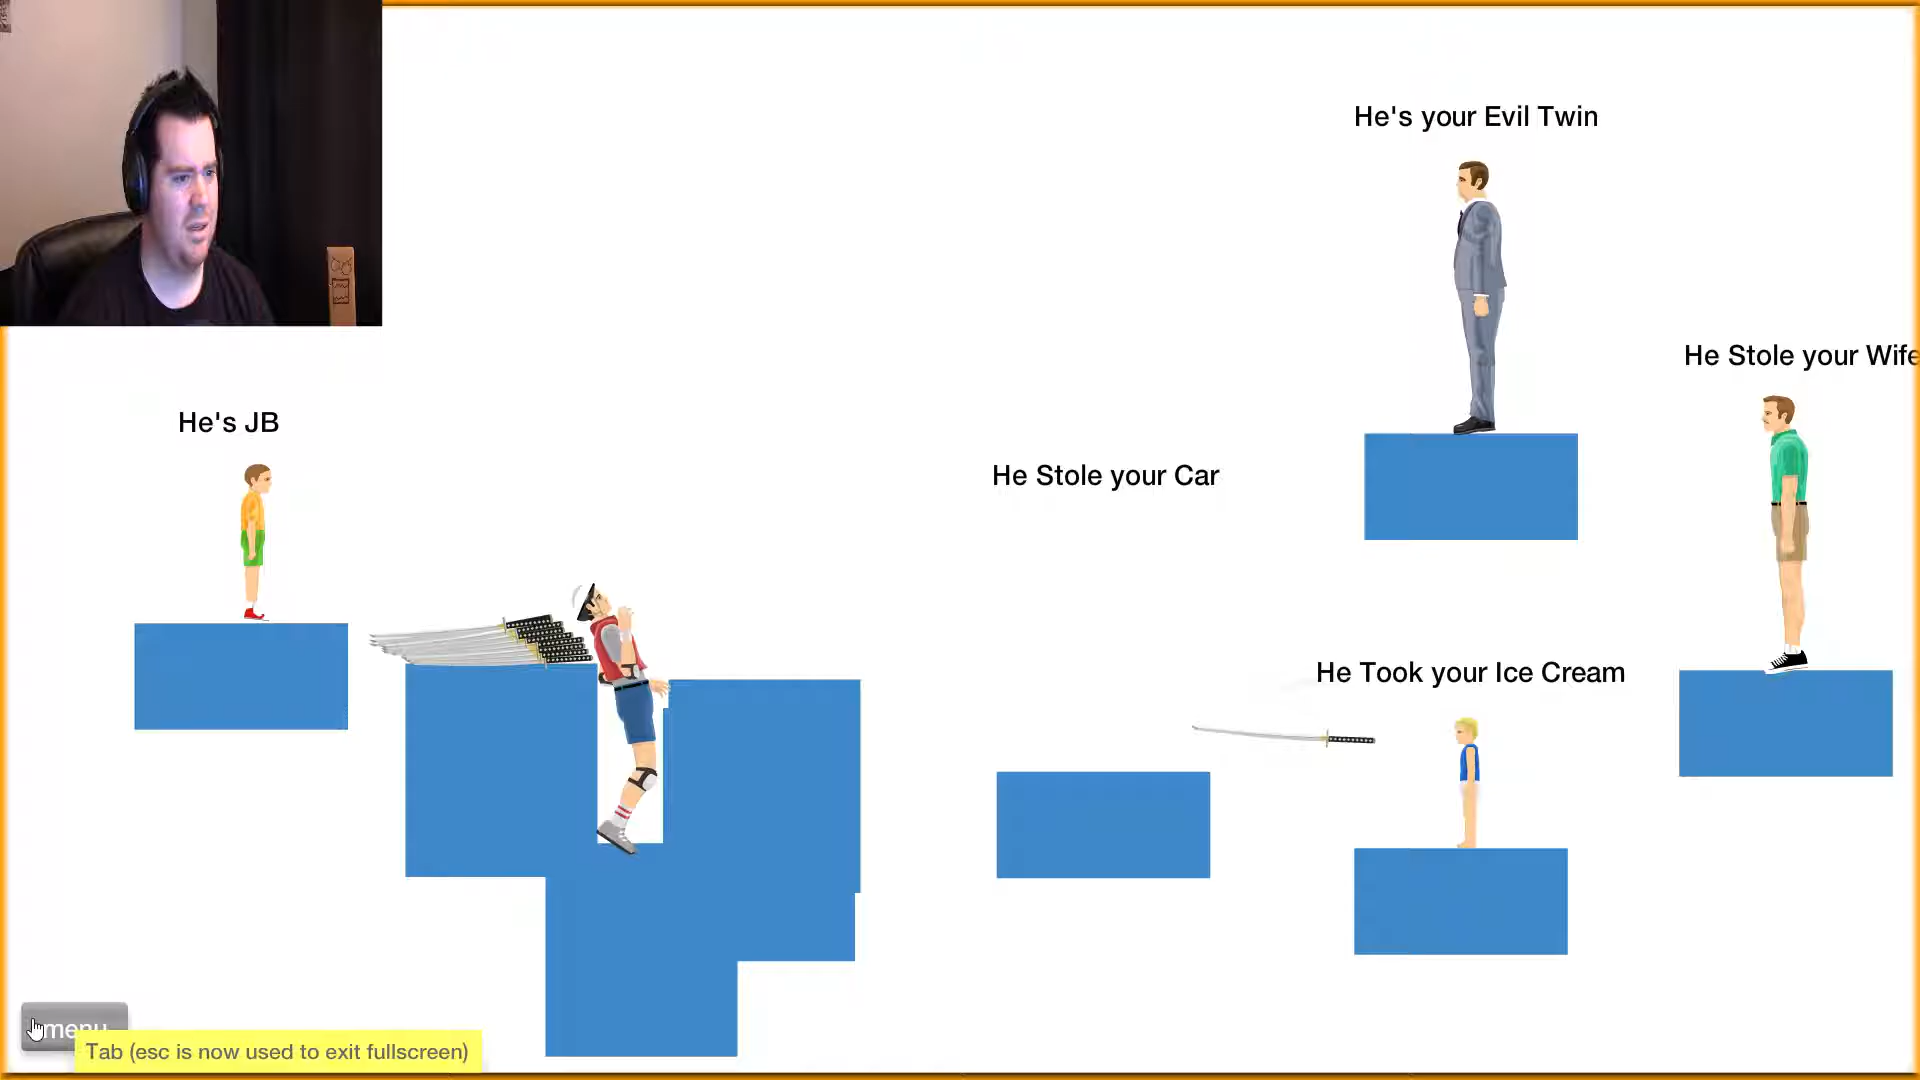 He's your Evil Twin
He Stole your Wife
He's JB
He Stole your Car
He Took your Ice Cream
menu
Tab (esc is now used to exit fullscreen)